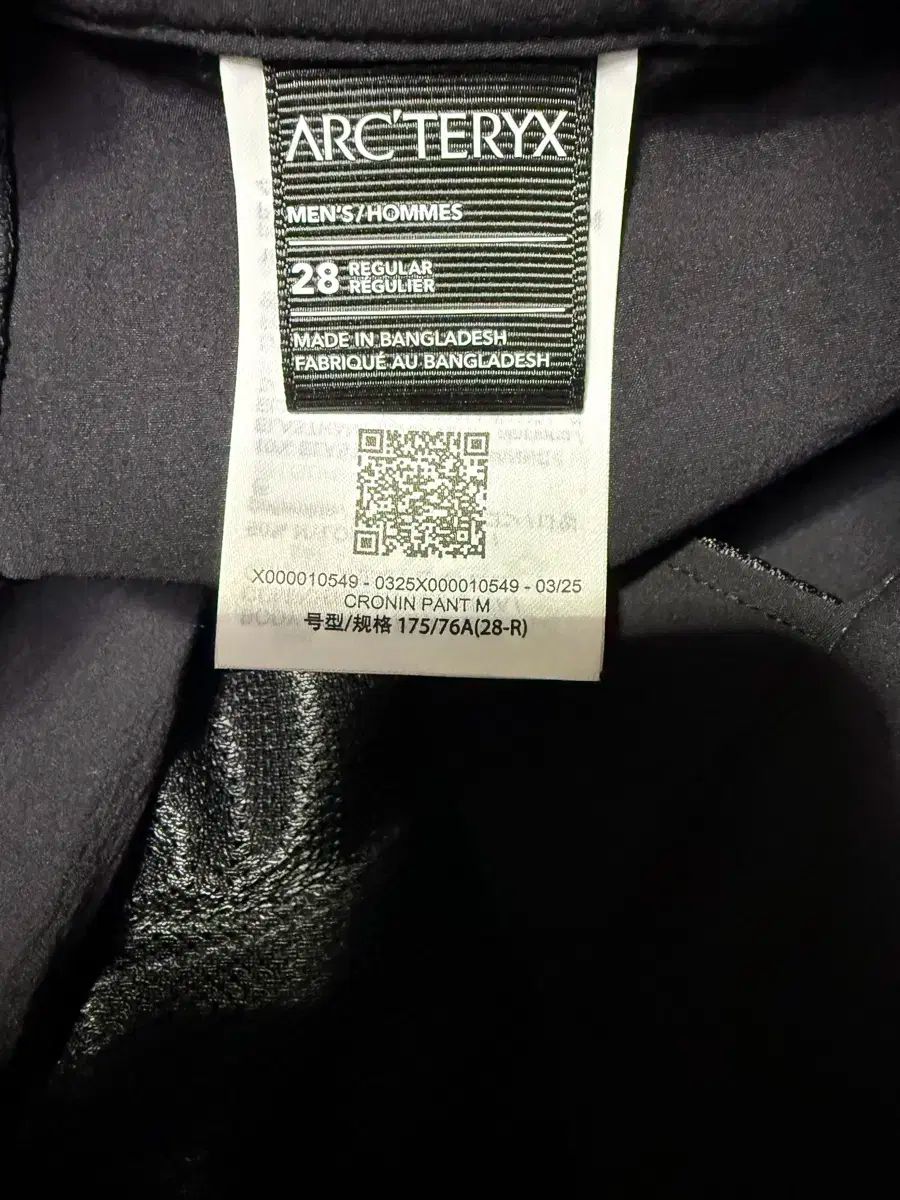 ARC'TERYX
MEN'S/HOMMES
28 REGULAR
RÉGULIER
MADE IN BANGLADESH
FABRIQUÉ AU BANGLADESH
X000010549 - 0325X000010549 - 03/25
CRONIN PANT M
号型/规格 175/76A(28-R)